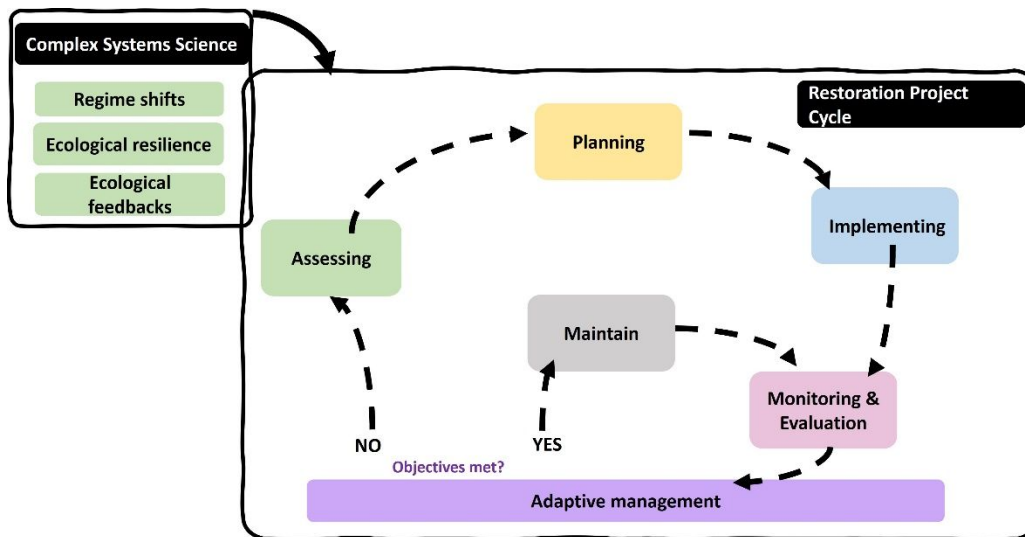 Complex Systems Science
Regime shifts
Ecological resilience
Ecological
feedbacks
Restoration Project
Cycle
Planning
Implementing
Assessing
Maintain
Monitoring &
Evaluation
NO
YES
Objectives met?
Adaptive management